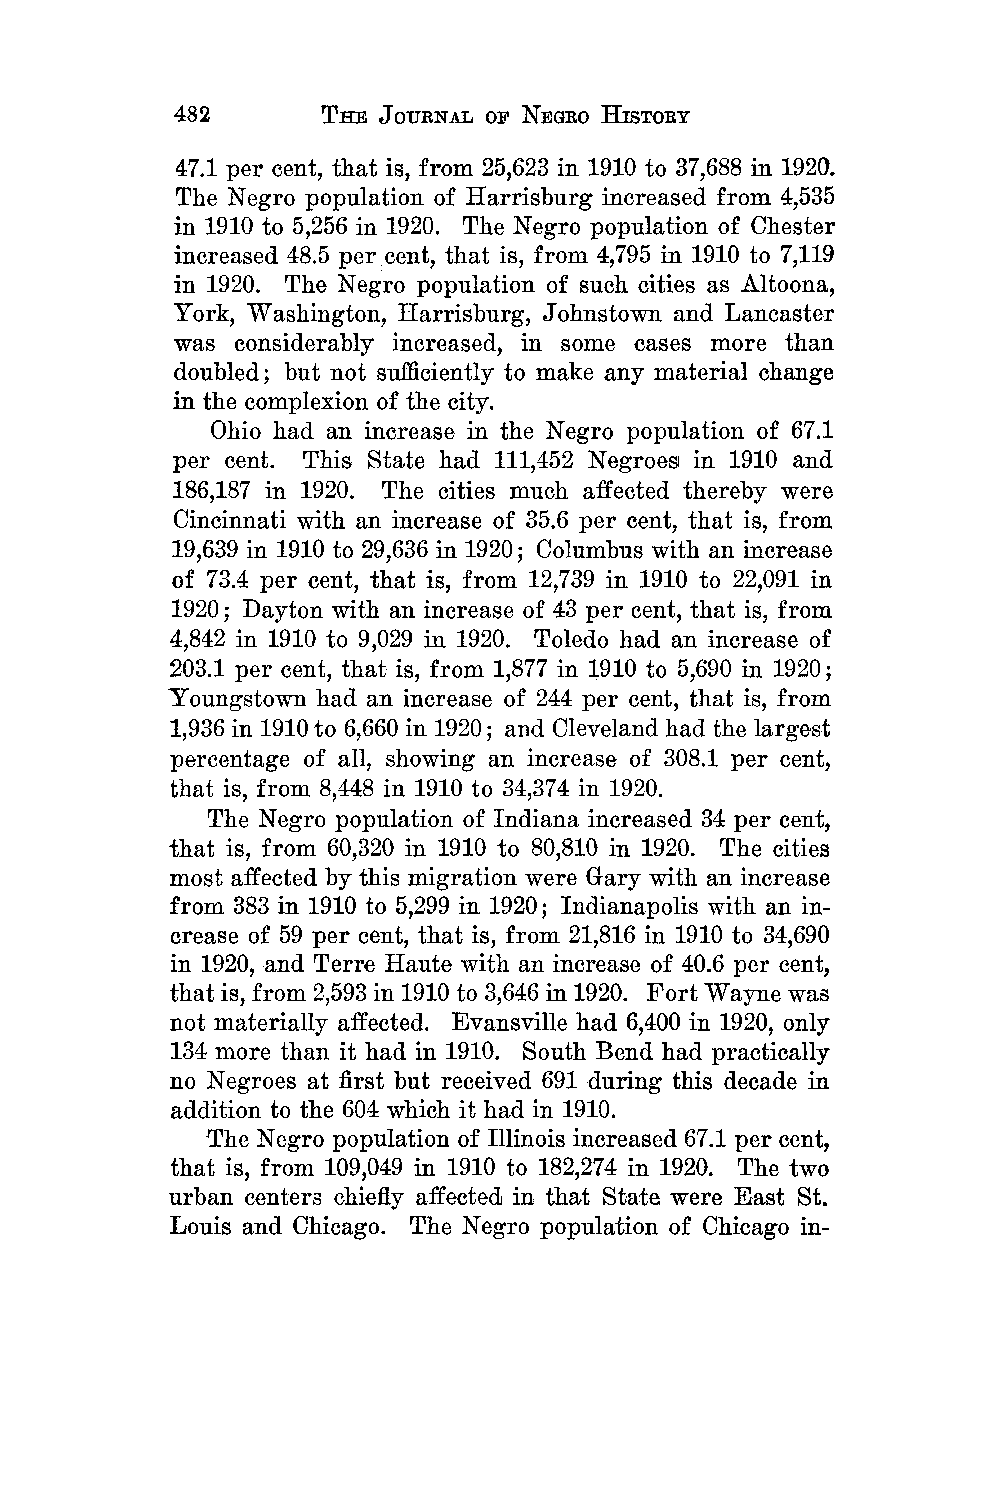 482 The Journal of Negro History
47.1 per cent, that is, from 25,623 in 1910 to 37,688 in 1920.
The Negro population of Harrisburg increased from 4,535
in 1910 to 5,256 in 1920. The Negro population of Chester
increased 48.5 per cent, that is, from 4,795 in 1910 to 7,119
in 1920. The Negro population of such cities as Altoona,
York, Washington, Harrisburg, Johnstown and Lancaster
was considerably increased, in some cases more than
doubled; but not sufficiently to make any material change
in the complexion of the city.
Ohio had an increase in the Negro population of 67.1
per cent. This State had 111,452 Negroes in 1910 and
186,187 in 1920. The cities much affected thereby were
Cincinnati with an increase of 35.6 per cent, that is, from
19,639 in 1910 to 29,636 in 1920; Columbus with an increase
of 73.4 per cent, that is, from 12,739 in 1910 to 22,091 in
1920; Dayton with an increase of 43 per cent, that is, from
4,842 in 1910 to 9,029 in 1920. Toledo had an increase of
203.1 per cent, that is, from 1,877 in 1910 to 5,690 in 1920;
Youngstown had an increase of 244 per cent, that is, from
1,936 in 1910 to 6,660 in 1920; and Cleveland had the largest
percentage of all, showing an increase of 308.1 per cent,
that is, from 8,448 in 1910 to 34,374 in 1920.
The Negro population of Indiana increased 34 per cent,
that is, from 60,320 in 1910 to 80,810 in 1920. The cities
most affected by this migration were Gary with an increase
from 383 in 1910 to 5,299 in 1920; Indianapolis with an in-
crease of 59 per cent, that is, from 21,816 in 1910 to 34,690
in 1920, and Terre Haute with an increase of 40.6 per cent,
that is, from 2,593 in 1910 to 3,646 in 1920. Fort Wayne was
not materially affected. Evansville had 6,400 in 1920, only
134 more than it had in 1910. South Bend had practically
no Negroes at first but received 691 during this decade in
addition to the 604 which it had in 1910.
The Negro population of Illinois increased 67.1 per cent,
that is, from 109,049 in 1910 to 182,274 in 1920. The two
urban centers chiefly affected in that State were East St.
Louis and Chicago. The Negro population of Chicago in-